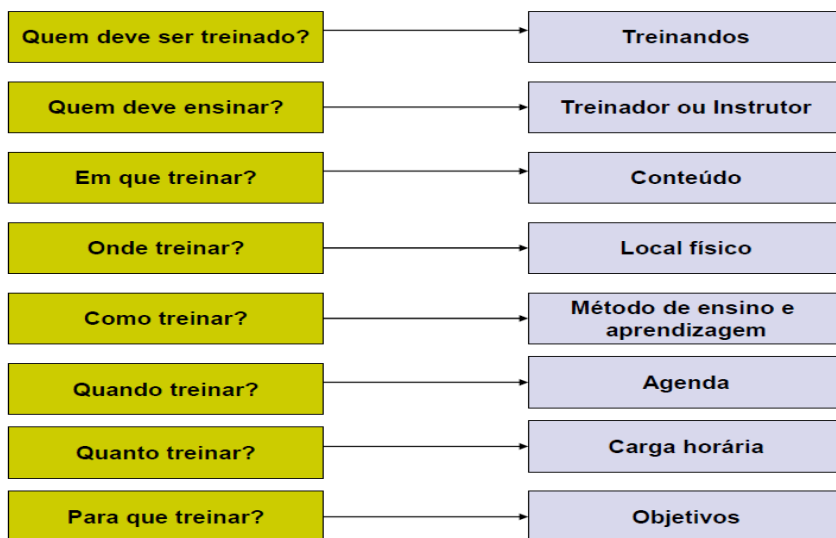 Quem deve ser treinado?
Treinandos
Quem deve ensinar?
Treinador ou Instrutor
Em que treinar?
Conteúdo
Onde treinar?
Local físico
Como treinar?
Método de ensino e
aprendizagem
Quando treinar?
Agenda
Quanto treinar?
Carga horária
Para que treinar?
Objetivos